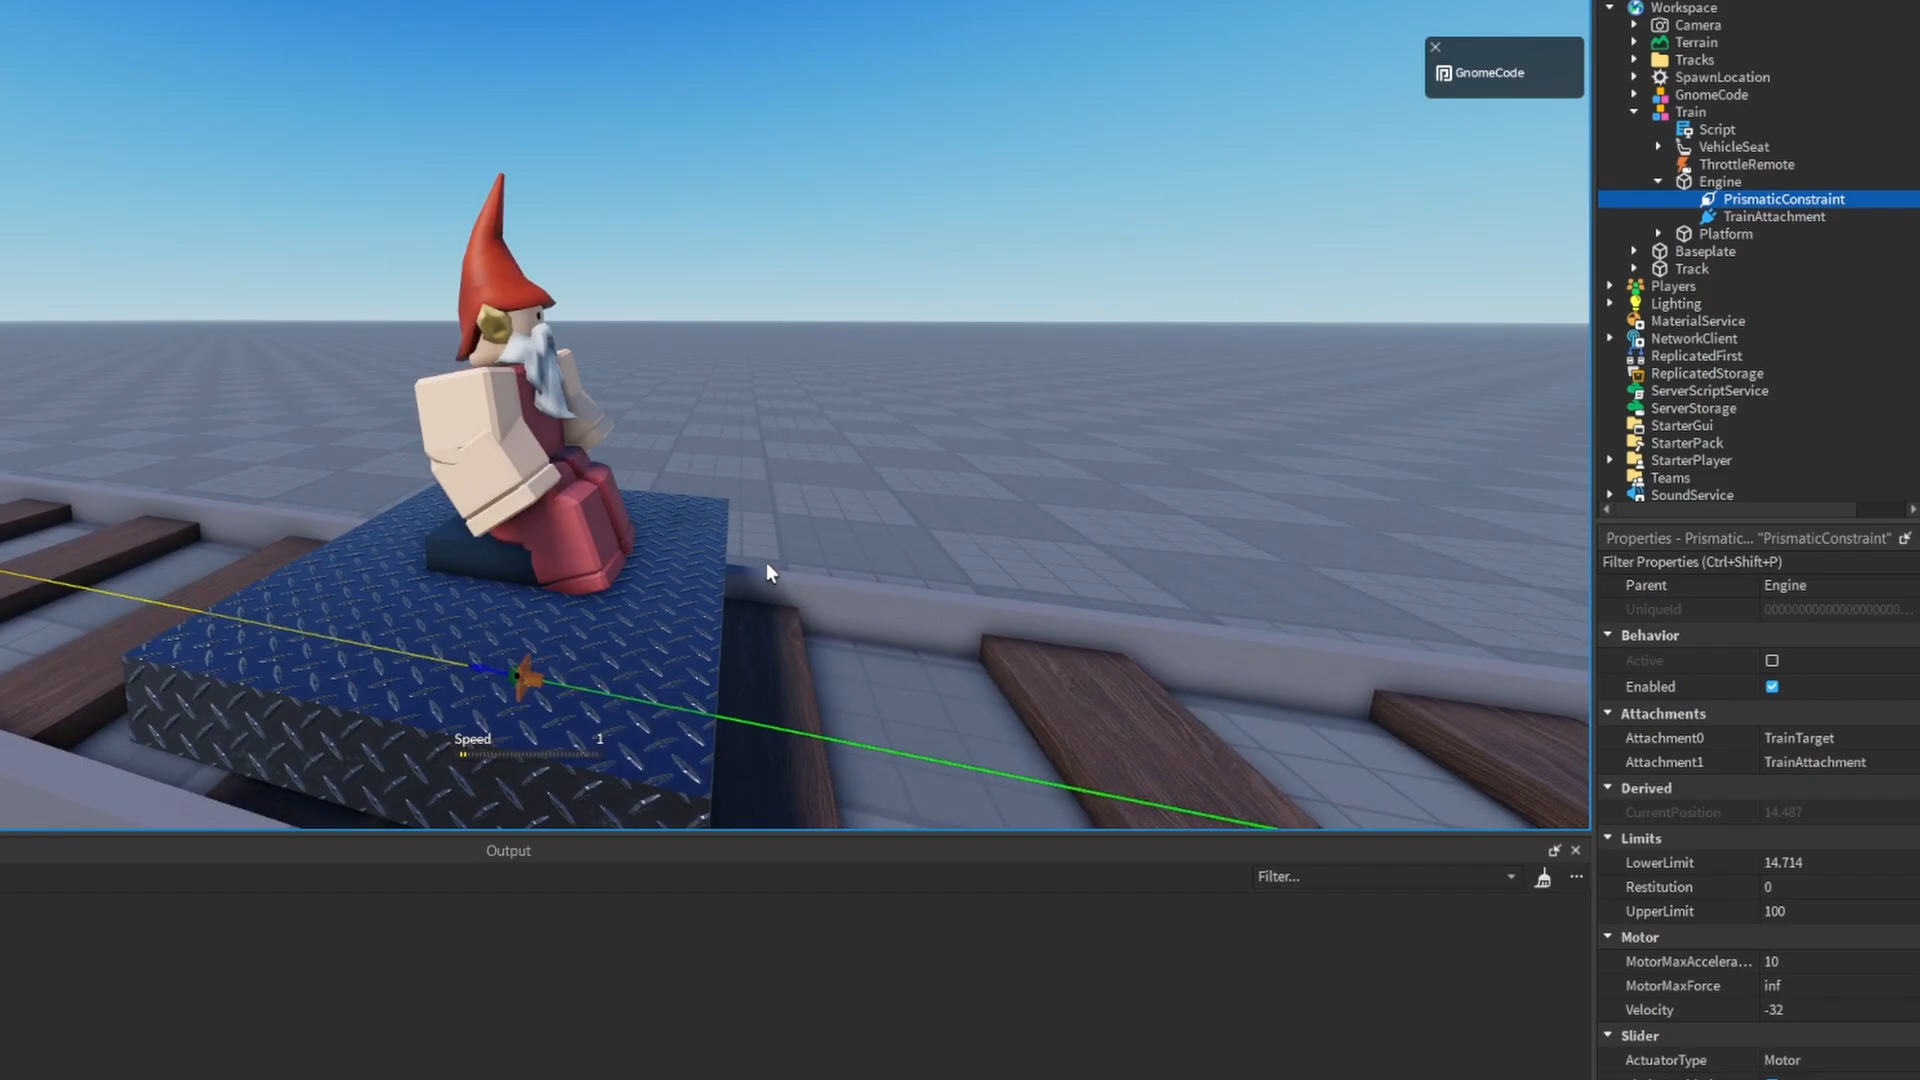 GnomeCode
Speed 1
Output
Filter...
Workspace
Camera
Terrain
Tracks
SpawnLocation
GnomeCode
Train
Script
VehicleSeat
ThrottleRemote
Engine
PrismaticConstraint
TrainAttachment
Platform
Baseplate
Track
Players
Lighting
MaterialService
NetworkClient
ReplicatedFirst
ReplicatedStorage
ServerScriptService
ServerStorage
StarterGui
StarterPack
StarterPlayer
Teams
SoundService
Properties - Prismatic... "PrismaticConstraint"
Filter Properties (Ctrl+Shift+P)
Parent Engine
UniqueId
Behavior
Active
Enabled
Attachments
Attachment0 TrainTarget
Attachment1 TrainAttachment
Derived
CurrentPosition 14.487
Limits
LowerLimit 14.714
Restitution 0
UpperLimit 100
Motor
MotorMaxAccelera... 10
MotorMaxForce inf
Velocity -32
Slider
ActuatorType Motor